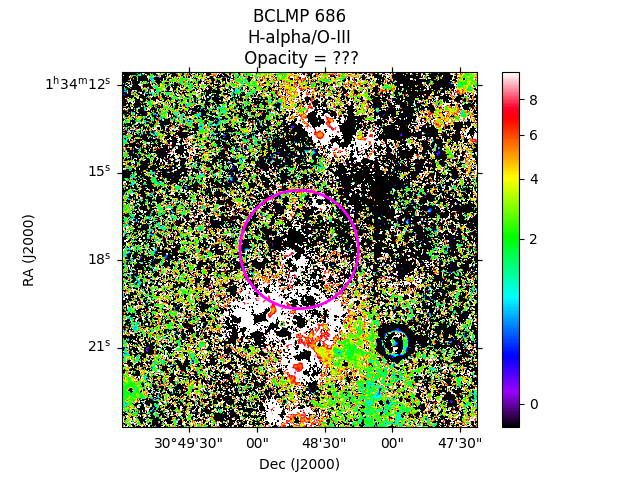 BCLMP 686
H-alpha/O-III
Opacity = ???
1ʰ34ᵐ12ˢ
15ˢ
18ˢ
21ˢ
RA (J2000)
30°49'30" 00" 48'30" 00" 47'30"
Dec (J2000)
8
6
4
2
0